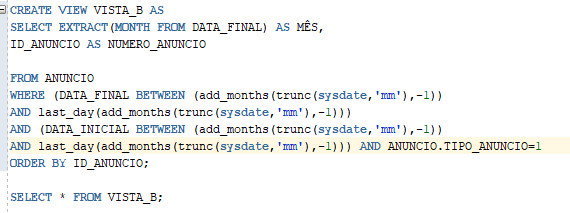 CREATE VIEW VISTA_B AS
SELECT EXTRACT(MONTH FROM DATA_FINAL) AS MÊS,
ID_ANUNCIO AS NUMERO_ANUNCIO
FROM ANUNCIO
WHERE (DATA_FINAL BETWEEN (add_months(trunc(sysdate,'mm'),-1))
AND last_day(add_months(trunc(sysdate,'mm'),-1)))
AND (DATA_INICIAL BETWEEN (add_months(trunc(sysdate,'mm'),-1))
AND last_day(add_months(trunc(sysdate,'mm'),-1))) AND ANUNCIO.TIPO_ANUNCIO=1
ORDER BY ID_ANUNCIO;
SELECT * FROM VISTA_B;